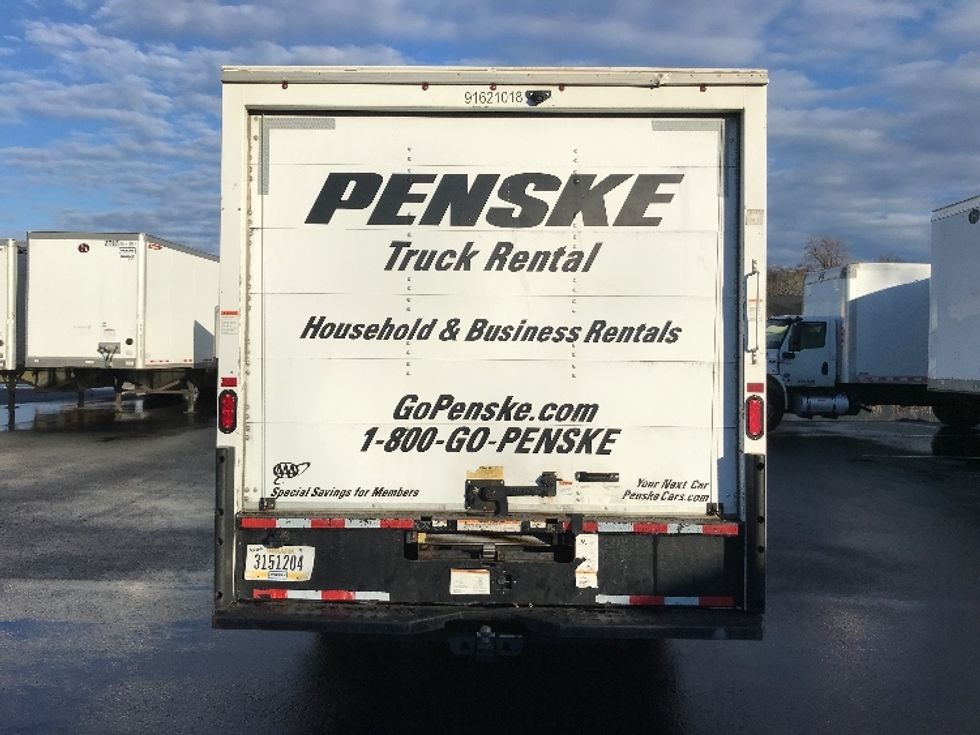 91621018
PENSKE
Truck Rental
Household & Business Rentals
GoPenske.com
1-800-GO-PENSKE
AAA
Special Savings for Members
Your Next Car
PenskeCars.com
3151204